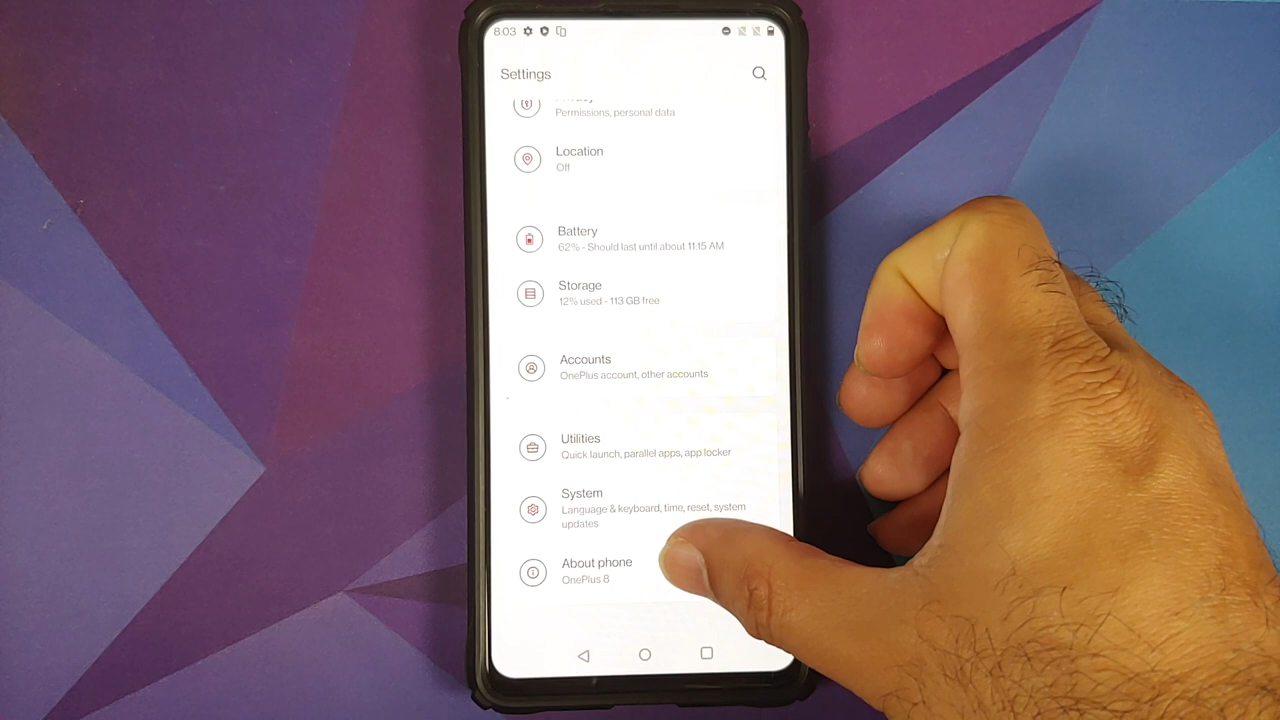 8:03
Settings
Permissions, personal data
Location
Off
Battery
62% - Should last until about 11:15 AM
Storage
12% used - 113 GB free
Accounts
OnePlus account, other accounts
Utilities
Quick launch, parallel apps, app locker
System
Language & keyboard, time, reset, system
updates
About phone
OnePlus 8